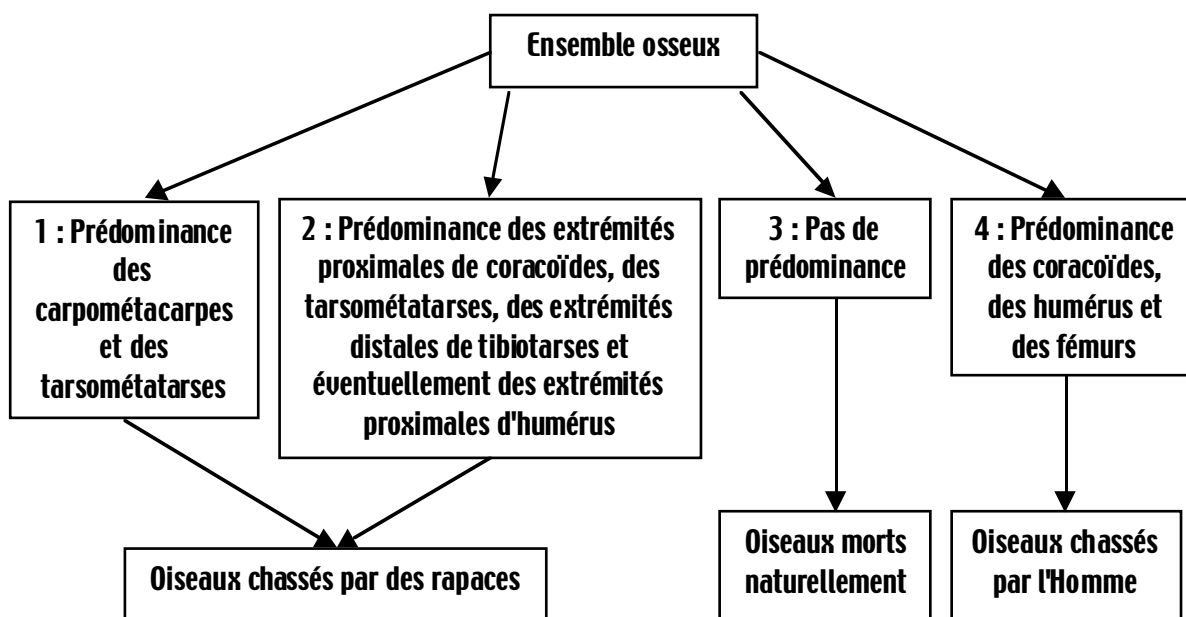 Ensemble osseux
1 : Prédominance
des
carpométacarpes
et des
tarsométatarses
2 : Prédominance des extrémités
proximales de coracoïdes, des
tarsométatarses, des extrémités
distales de tibiotarses et
éventuellement des extrémités
proximales d'humérus
3 : Pas de
prédominance
4 : Prédominance
des coracoïdes,
des humérus et
des fémurs
Oiseaux chassés par des rapaces
Oiseaux morts
naturellement
Oiseaux chassés
par l'Homme